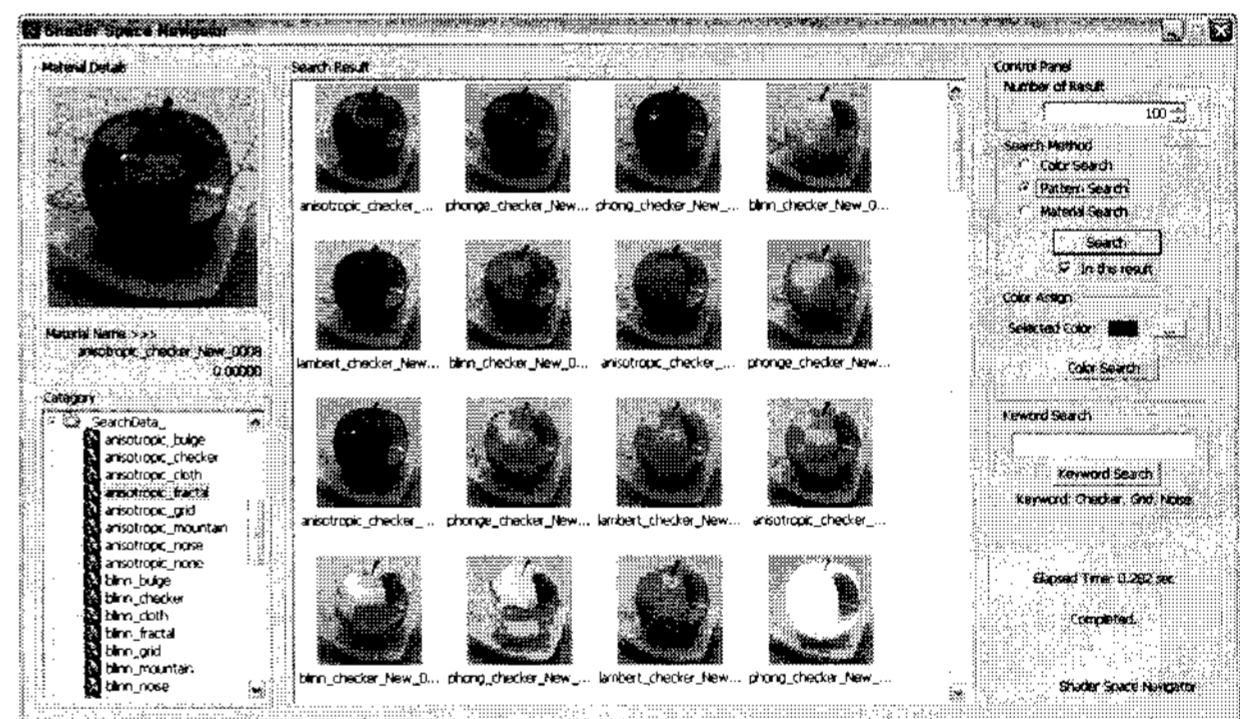 Shader Space Navigator
Material Details
Material Name >>>
anisotropic_checker_New_0008
0.00000
Category
SearchData_
anisotropic_bulge
anisotropic_checker
anisotropic_cloth
anisotropic_fractal
anisotropic_grid
anisotropic_mountain
anisotropic_noise
anisotropic_none
blinn_bulge
blinn_checker
blinn_cloth
blinn_fractal
blinn_grid
blinn_mountain
blinn_noise
Search Result
anisotropic_checker_...
phonge_checker_New...
phong_checker_New_...
blinn_checker_New_0...
lambert_checker_New...
blinn_checker_New_0...
anisotropic_checker_...
phonge_checker_New...
anisotropic_checker_...
phonge_checker_New...
lambert_checker_New...
anisotropic_checker_...
blinn_checker_New_0...
phong_checker_New_...
lambert_checker_New...
phong_checker_New_...
Control Panel
Number of Result
100
Search Method
Color Search
Pattern Search
Material Search
Search
In the result
Color Assign
Selected Color:
...
Color Search
Keword Search
Keyword Search
Keyword: Checker, Grid, Noise
Elapsed Time: 0.282 sec
Completed.
Shader Space Navigator